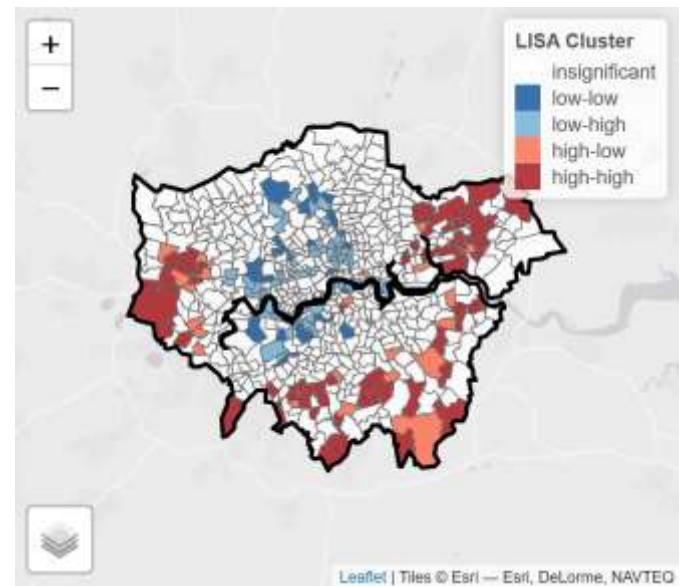 +
−
LISA Cluster
insignificant
low-low
low-high
high-low
high-high
Leaflet | Tiles © Esri — Esri, DeLorme, NAVTEQ